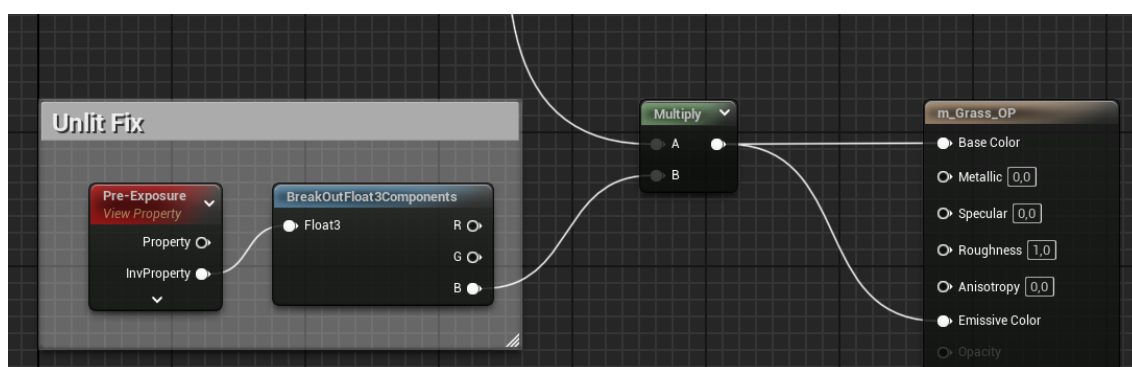 Unlit Fix
Pre-Exposure
View Property
Property
InvProperty
BreakOutFloat3Components
Float3
R
G
B
Multiply
A
B
m_Grass_OP
Base Color
Metallic 0,0
Specular 0,0
Roughness 1,0
Anisotropy 0,0
Emissive Color
Opacity